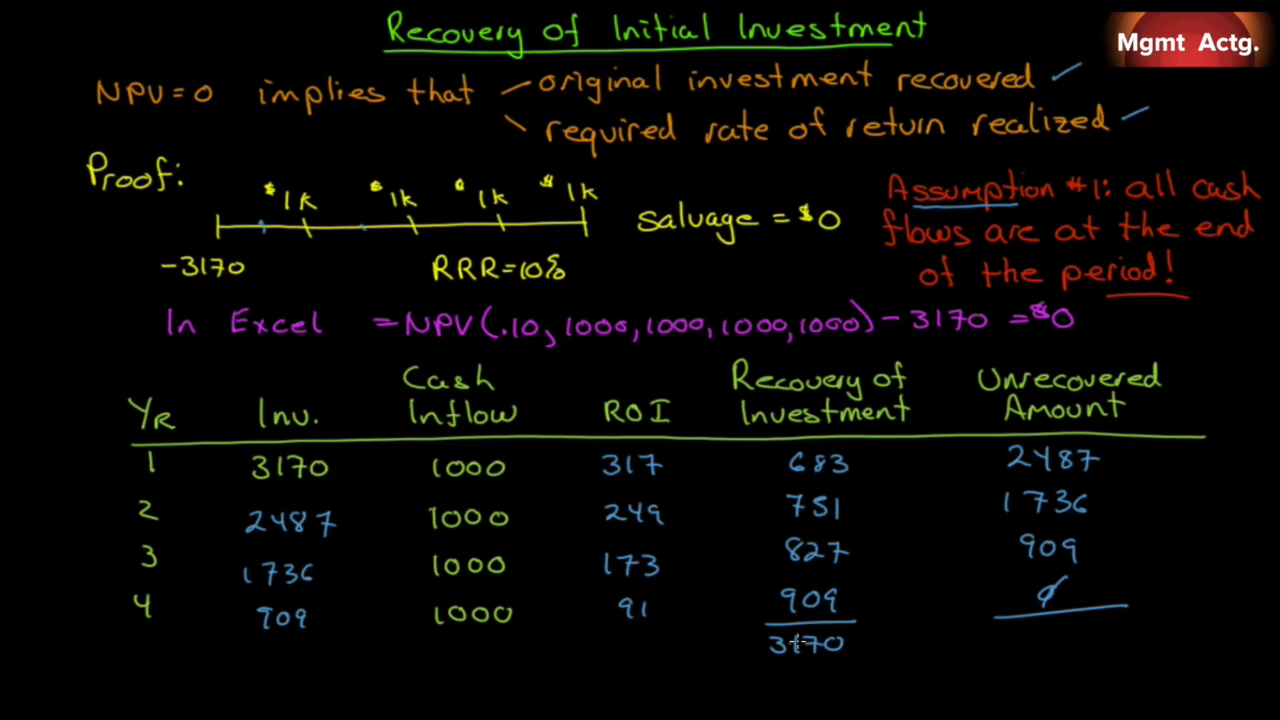 Recovery of Initial Investment
Mgmt Actg.
NPV=0 implies that original investment recovered
required rate of return realized
Proof:
$1k $1k $1k $1k
-3170
RRR=10%
Salvage = $0
Assumption #1: all cash
flows are at the end
of the period!
In Excel =NPV(.10, 1000, 1000, 1000, 1000) - 3170 = $0
YR Inv. Cash Inflow ROI Recovery of Investment Unrecovered Amount
1 3170 1000 317 683 2487
2 2487 1000 249 751 1736
3 1736 1000 173 827 909
4 909 1000 91 909 0
3170